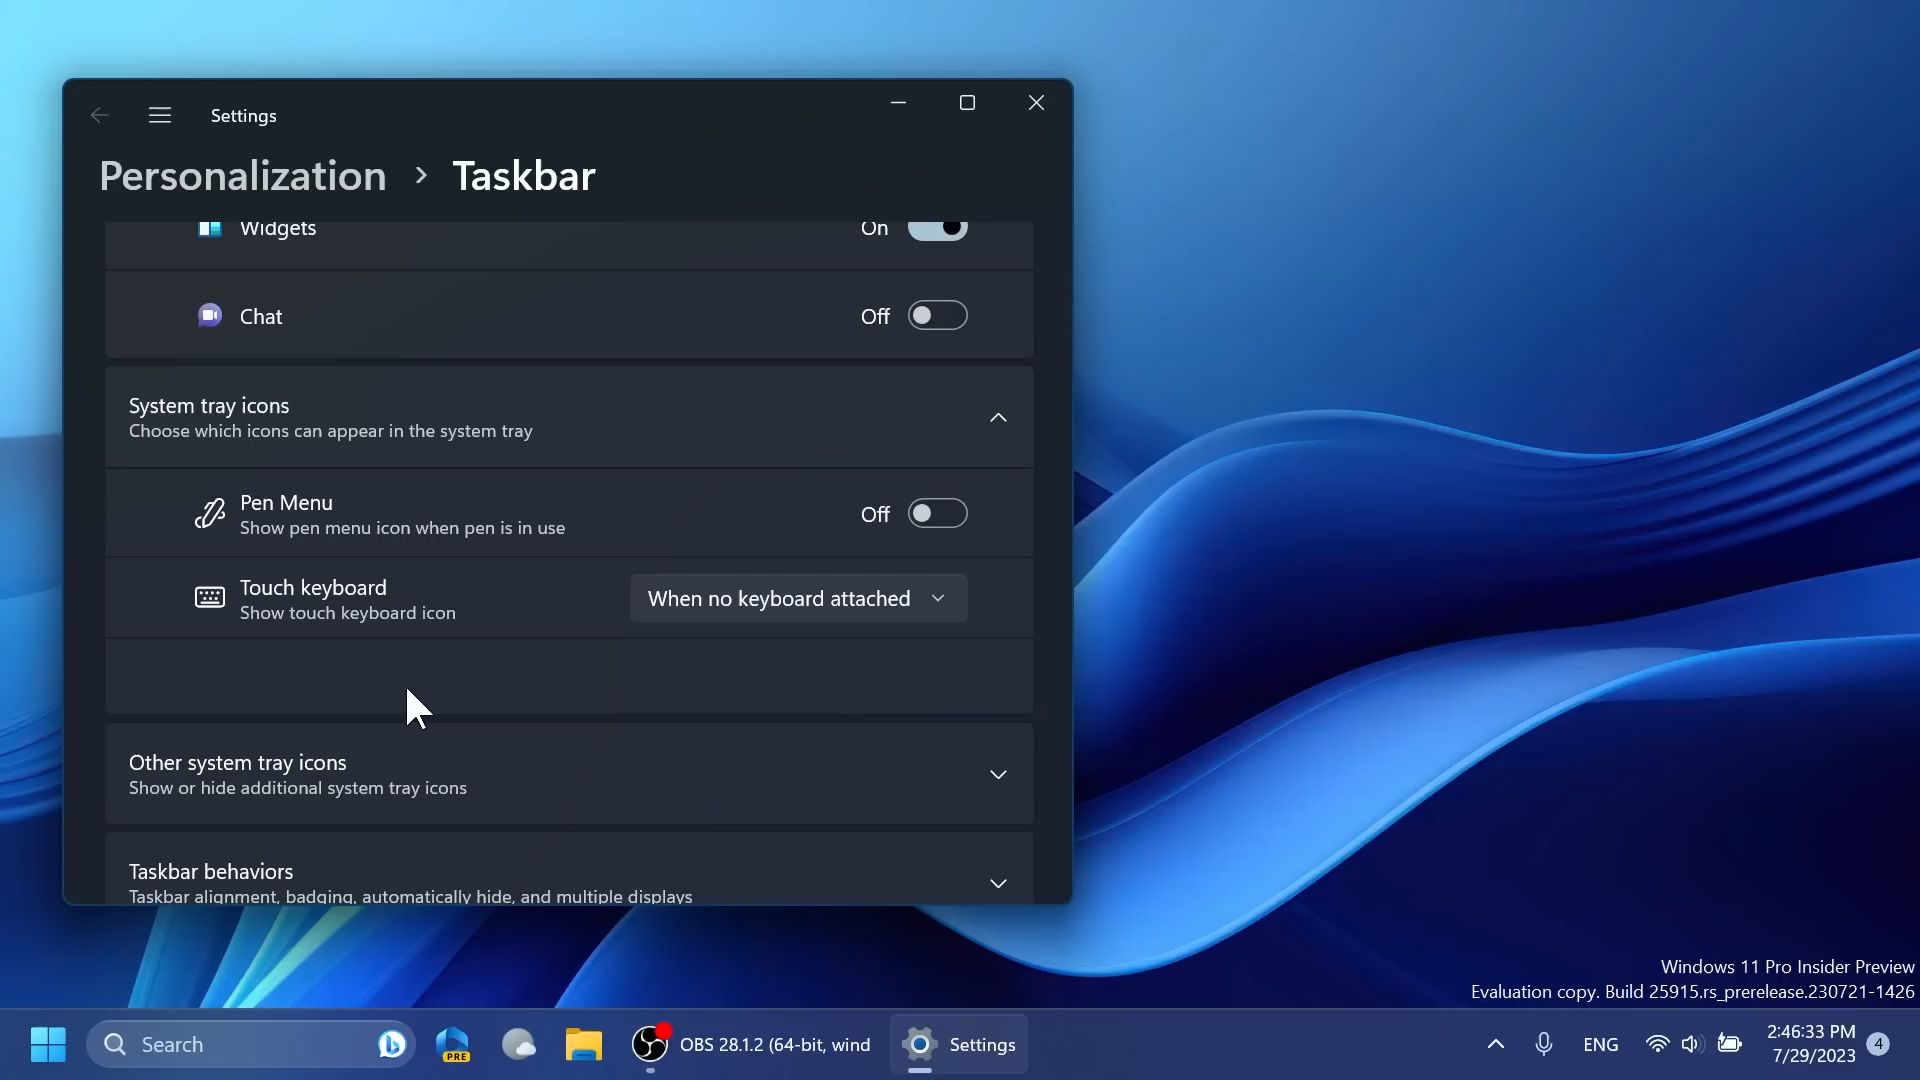 Settings
Personalization > Taskbar
Widgets On
Chat Off
System tray icons
Choose which icons can appear in the system tray
Pen Menu
Show pen menu icon when pen is in use
Off
Touch keyboard
Show touch keyboard icon
When no keyboard attached
Other system tray icons
Show or hide additional system tray icons
Taskbar behaviors
Taskbar alignment, badging, automatically hide, and multiple displays
Windows 11 Pro Insider Preview
Evaluation copy. Build 25915.rs_prerelease.230721-1426
Search
PRE
OBS 28.1.2 (64-bit, wind
Settings
ENG
2:46:33 PM
7/29/2023
4